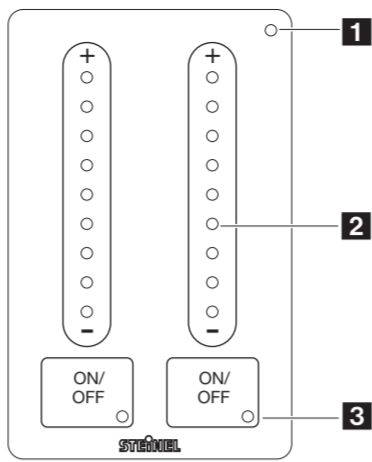 1
+ +
2
− −
ON/ ON/
OFF OFF
3
STEINEL